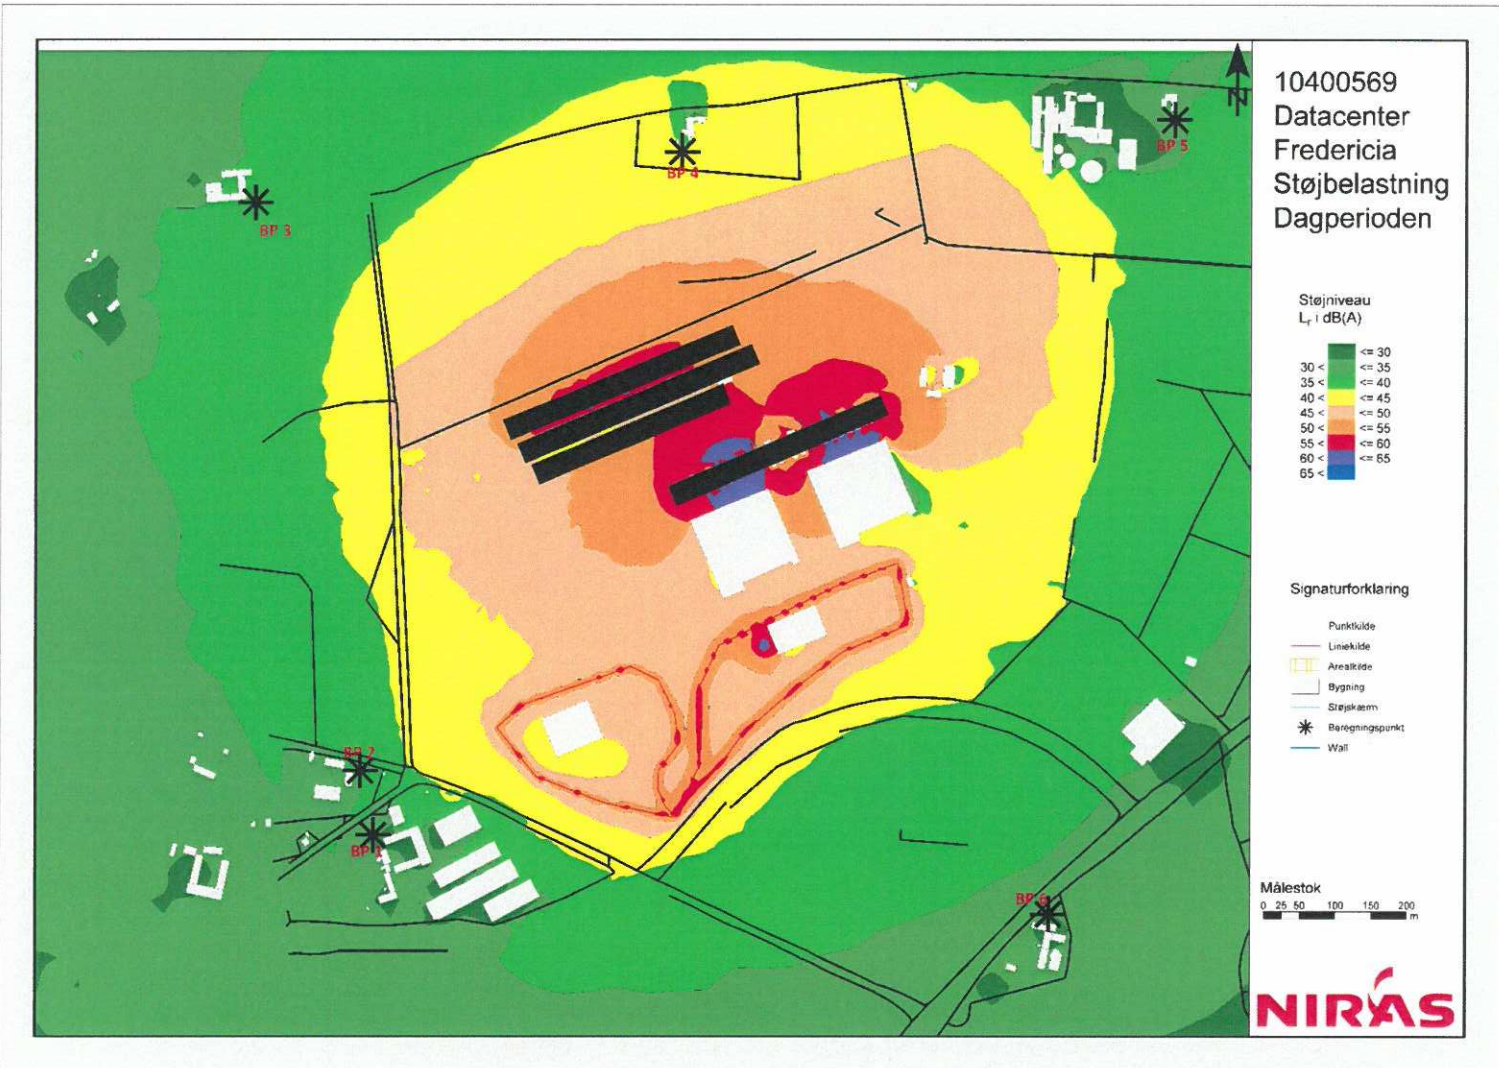 10400569
Datacenter
Fredericia
Støjbelastning
Dagperioden
N
Støjniveau
Lr i dB(A)
<= 30
30 < <= 35
35 < <= 40
40 < <= 45
45 < <= 50
50 < <= 55
55 < <= 60
60 < <= 65
65 <
Signaturforklaring
Punktkilde
Liniekilde
Arealkilde
Bygning
Støjskærm
Beregningspunkt
Wall
Målestok
0 25 50 100 150 200
m
NIRÁS
BP 4
BP 5
BP 3
BP 2
BP 1
BP 6